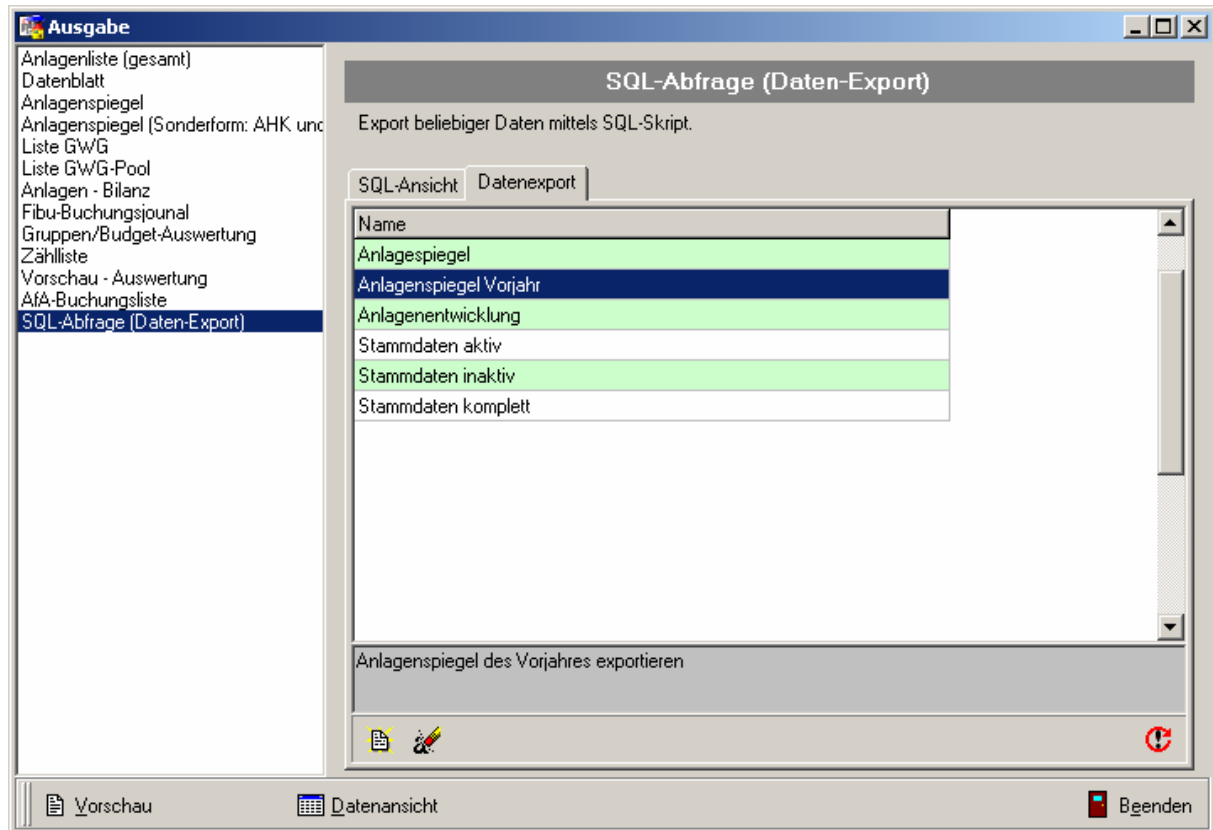 Ausgabe
Anlagenliste (gesamt)
Datenblatt
Anlagenspiegel
Anlagenspiegel (Sonderform: AHK und
Liste GWG
Liste GWG-Pool
Anlagen - Bilanz
Fibu-Buchungsjounal
Gruppen/Budget-Auswertung
Zählliste
Vorschau - Auswertung
AfA-Buchungsliste
SQL-Abfrage (Daten-Export)
SQL-Abfrage (Daten-Export)
Export beliebiger Daten mittels SQL-Skript.
SQL-Ansicht Datenexport
Name
Anlagespiegel
Anlagenspiegel Vorjahr
Anlagenentwicklung
Stammdaten aktiv
Stammdaten inaktiv
Stammdaten komplett
Anlagenspiegel des Vorjahres exportieren
Vorschau Datenansicht Beenden